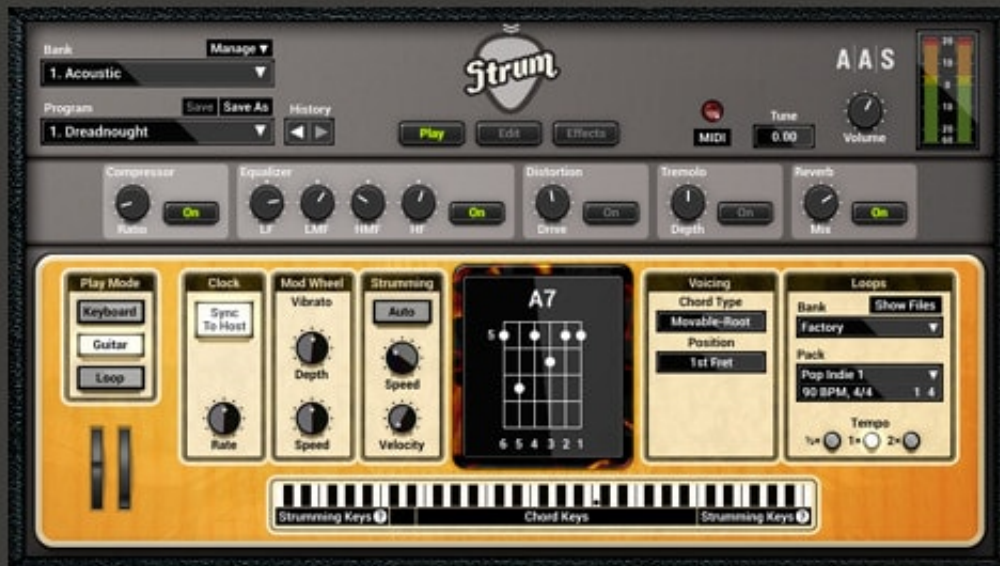 Bank
Manage ▼
1. Acoustic
Program
Save
Save As
History
1. Dreadnought
Strum
Play
Edit
Effects
MIDI
Tune
0.00
A|A|S
Volume
Compressor
Ratio
On
Equalizer
LF
LMF
HMF
HF
On
Distortion
Drive
On
Tremolo
Depth
On
Reverb
Mix
On
Play Mode
Keyboard
Guitar
Loop
Clock
Sync
To Host
Rate
Mod Wheel
Vibrato
Depth
Speed
Strumming
Auto
Speed
Velocity
A7
5
6 5 4 3 2 1
Voicing
Chord Type
Movable-Root
Position
1st Fret
Loops
Bank
Show Files
Factory
Pack
Pop Indie 1
90 BPM, 4/4
1 4
Tempo
½× 1× 2×
Strumming Keys ?
Chord Keys
Strumming Keys ?